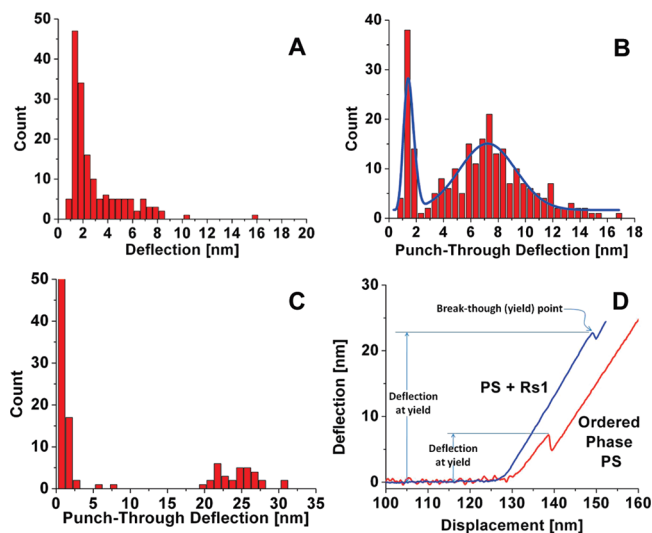 A
50
40
30
20
10
0
Count
0 2 4 6 8 10 12 14 16 18 20
Deflection [nm]
B
40
30
20
10
0
Count
0 2 4 6 8 10 12 14 16 18
Punch-Through Deflection [nm]
C
50
40
30
20
10
0
Count
0 5 10 15 20 25 30 35
Punch-Through Deflection [nm]
D
30
20
10
0
Deflection [nm]
Break-though (yield) point
PS + Rs1
Deflection
at yield
Deflection
at yield
Ordered
Phase
PS
100 110 120 130 140 150 160
Displacement [nm]